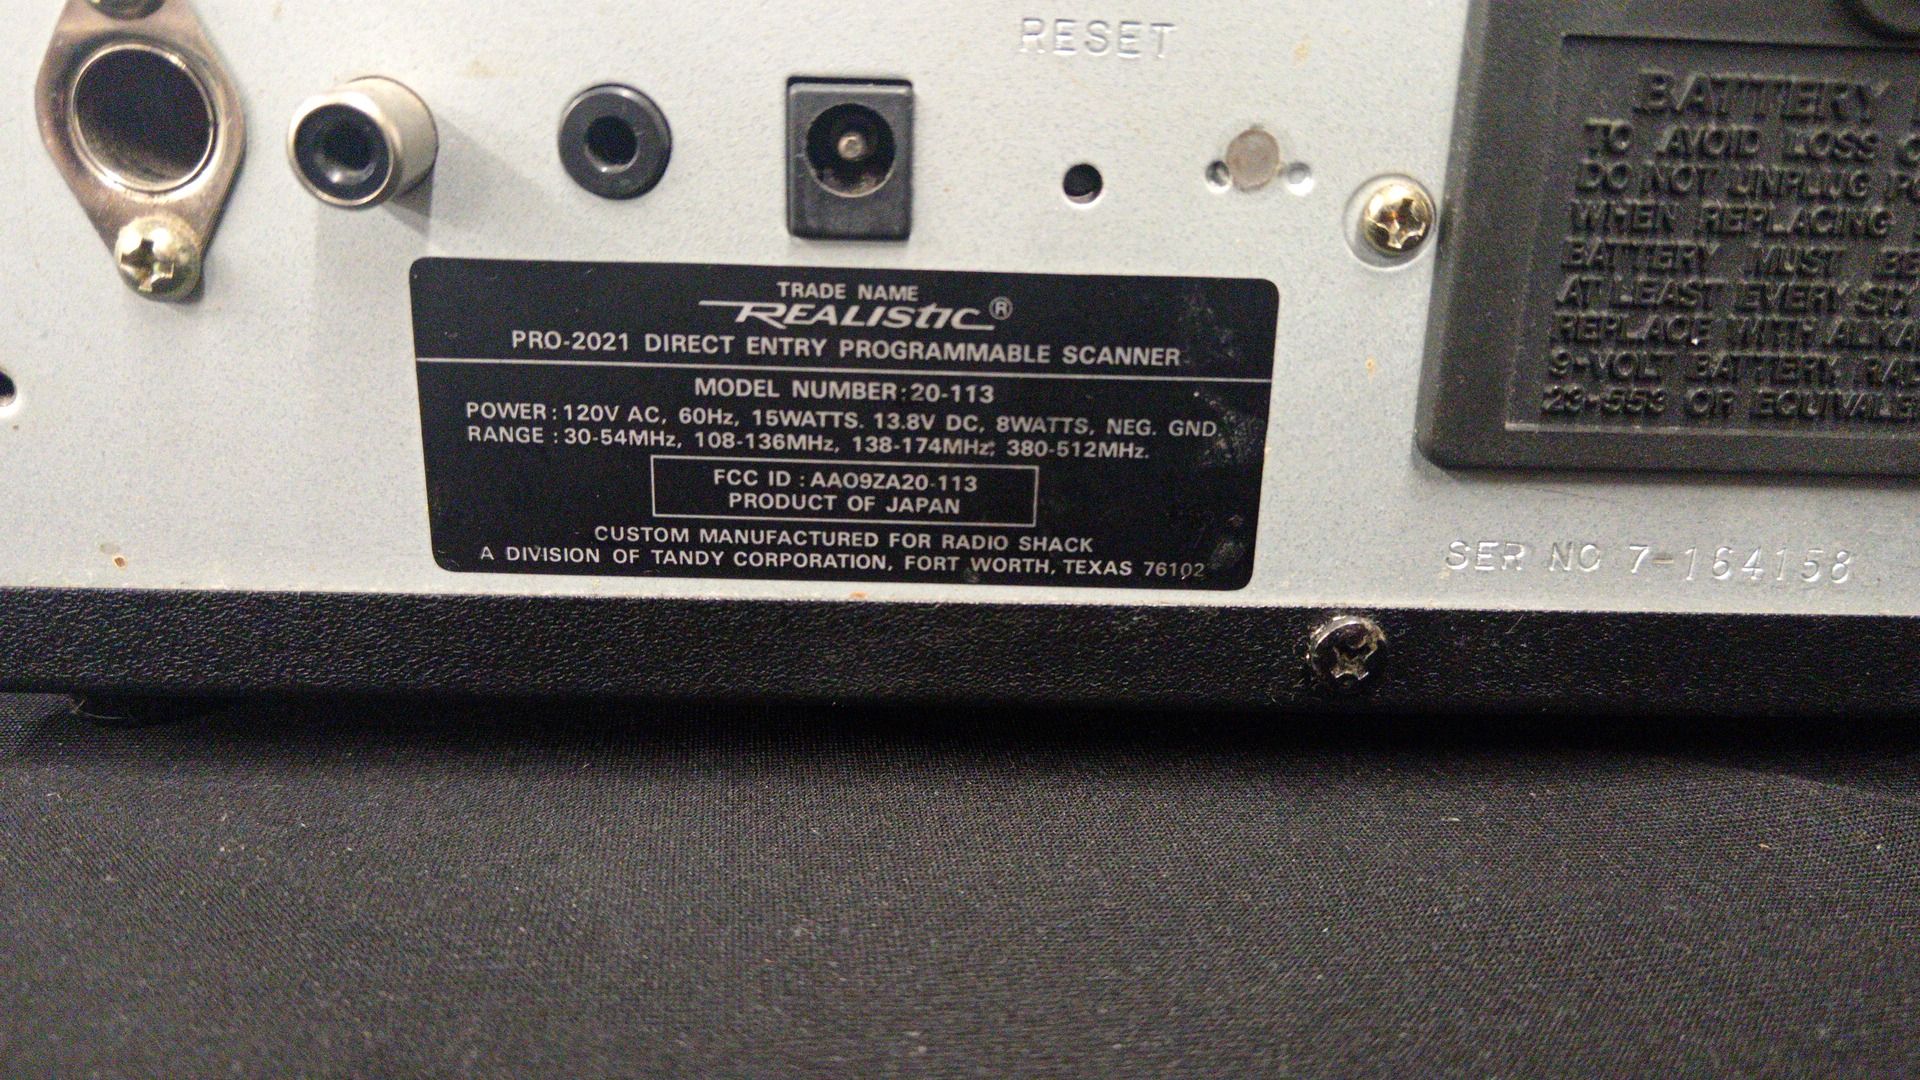 RESET
TRADE NAME
REALISTIC®
PRO-2021 DIRECT ENTRY PROGRAMMABLE SCANNER
MODEL NUMBER:20-113
POWER:120V AC, 60Hz, 15WATTS. 13.8V DC, 8WATTS, NEG. GND.
RANGE :30-54MHz, 108-136MHz, 138-174MHz, 380-512MHz.
FCC ID : AAO9ZA20-113
PRODUCT OF JAPAN
CUSTOM MANUFACTURED FOR RADIO SHACK
A DIVISION OF TANDY CORPORATION, FORT WORTH, TEXAS 76102
BATTERY
TO AVOID LOSS
DO NOT UNPLUG
WHEN REPLACING
BATTERY MUST BE
AT LEAST EVERY SIX
REPLACE WITH
9-VOLT BATTERY
23-553 OR
SER NO 7-164158